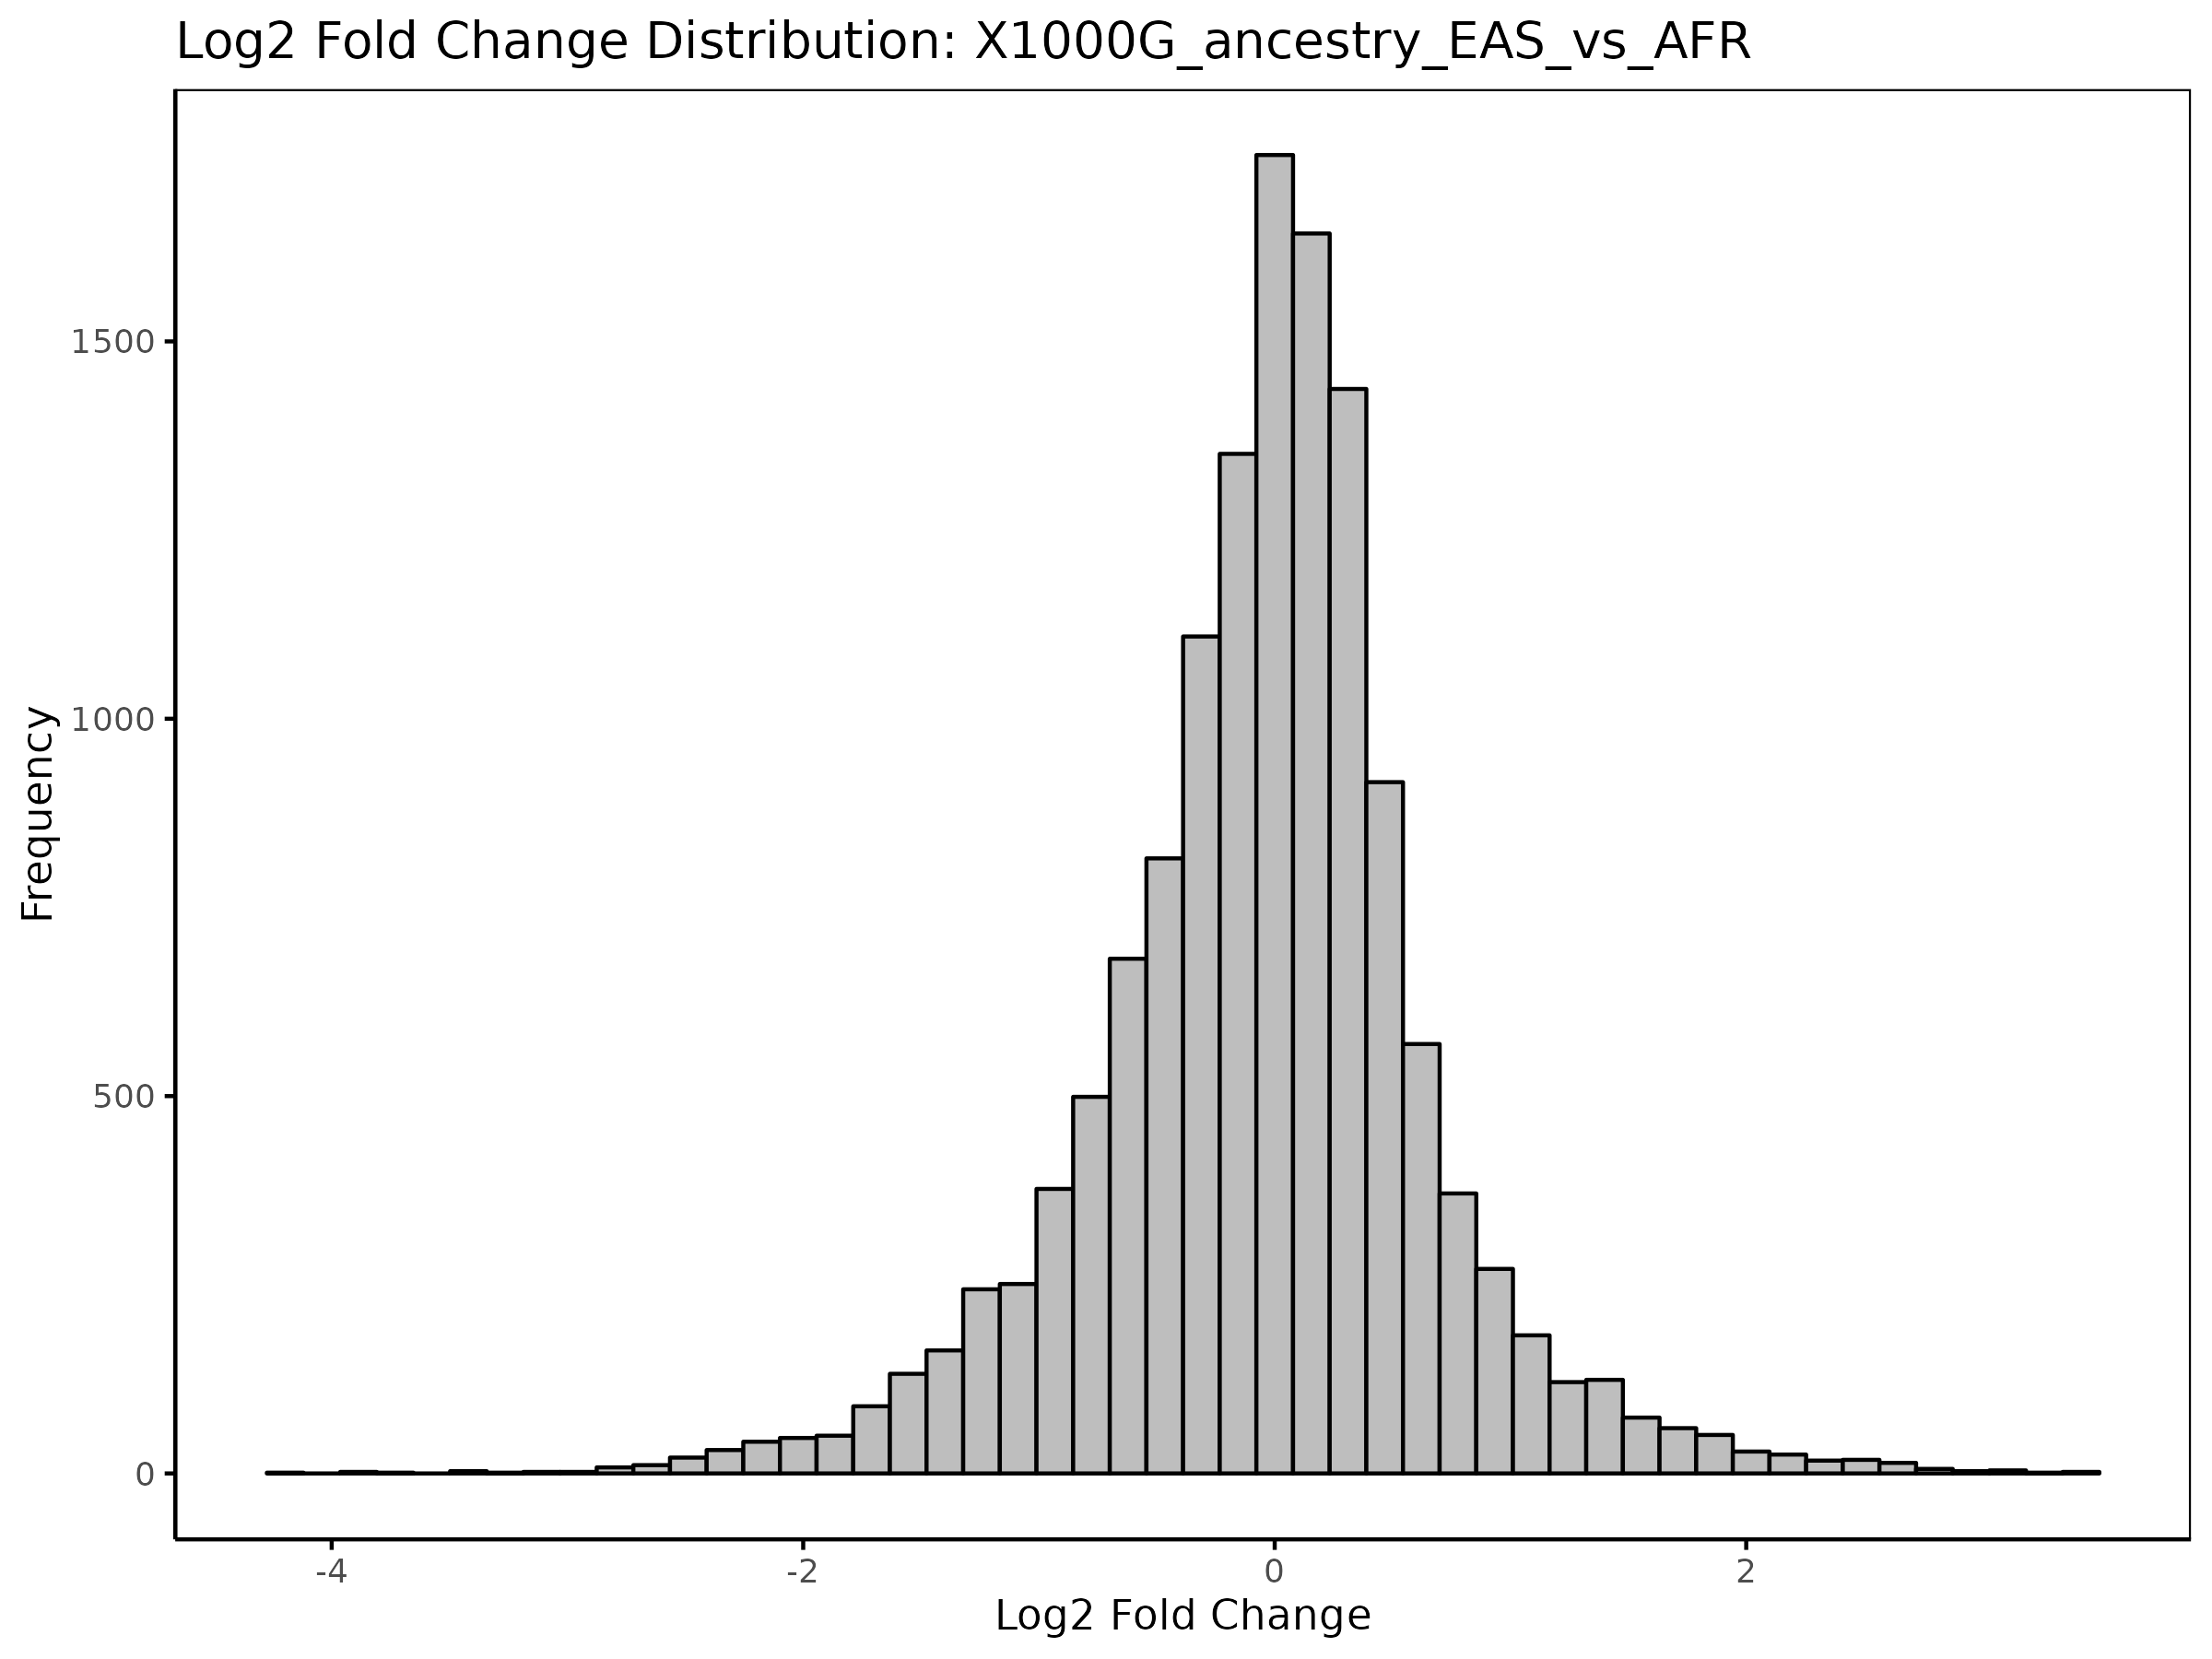 Log2 Fold Change Distribution: X1000G_ancestry_EAS_vs_AFR
Frequency
1500
1000
500
0
-4 -2 0 2
Log2 Fold Change